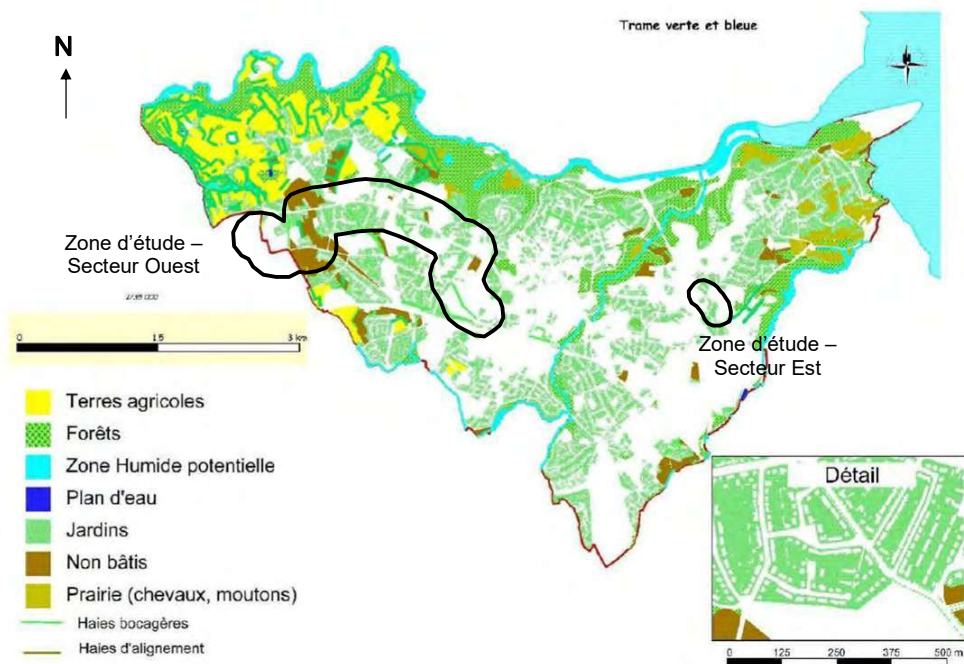 Trame verte et bleue
N
Zone d'étude –
Secteur Ouest
0 1.5 3 km
Zone d'étude –
Secteur Est
Terres agricoles
Forêts
Zone Humide potentielle
Plan d'eau
Jardins
Non bâtis
Prairie (chevaux, moutons)
Haies bocagères
Haies d'alignement
Détail
0 125 250 375 500 m